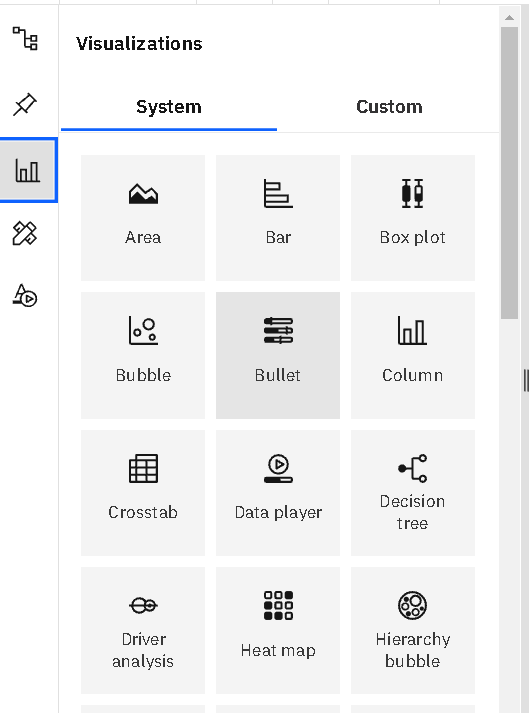 Visualizations
System
Custom
Area
Bar
Box plot
Bubble
Bullet
Column
Crosstab
Data player
Decision
tree
Driver
analysis
Heat map
Hierarchy
bubble